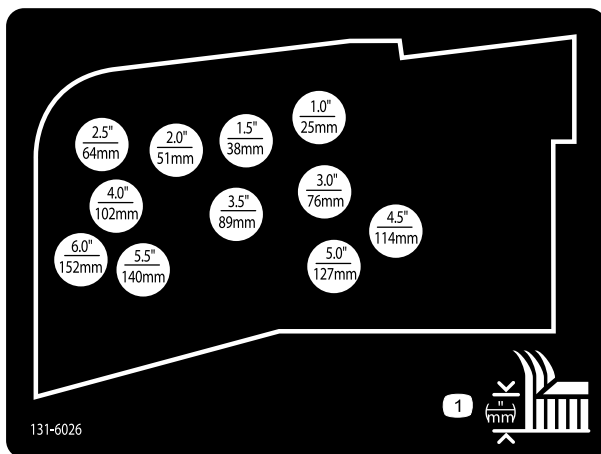 1.0"
25mm
2.5"
64mm
2.0"
51mm
1.5"
38mm
4.0"
102mm
3.5"
89mm
3.0"
76mm
4.5"
114mm
6.0"
152mm
5.5"
140mm
5.0"
127mm
1
"
(mm)
131-6026